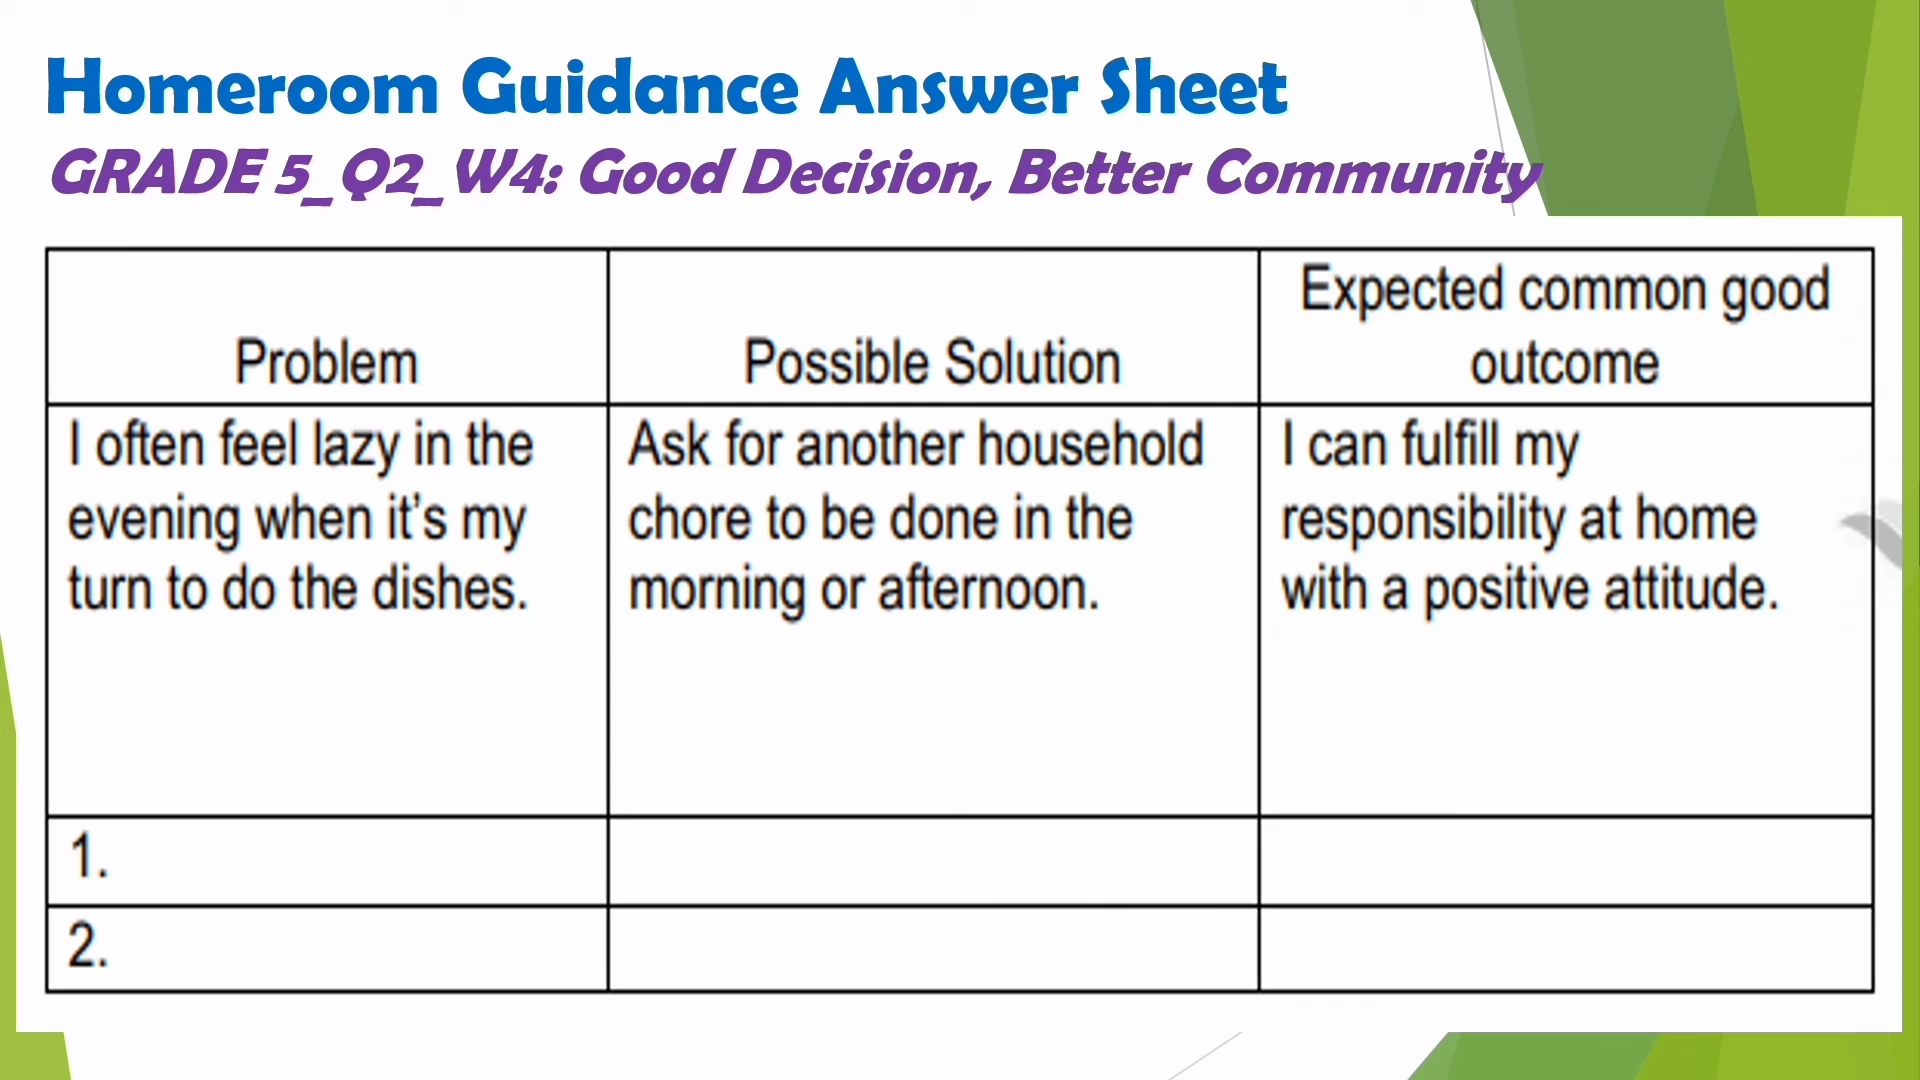 Homeroom Guidance Answer Sheet
GRADE 5_Q2_W4: Good Decision, Better Community
Problem
Possible Solution
Expected common good
outcome
I often feel lazy in the
evening when it’s my
turn to do the dishes.
Ask for another household
chore to be done in the
morning or afternoon.
I can fulfill my
responsibility at home
with a positive attitude.
1.
2.